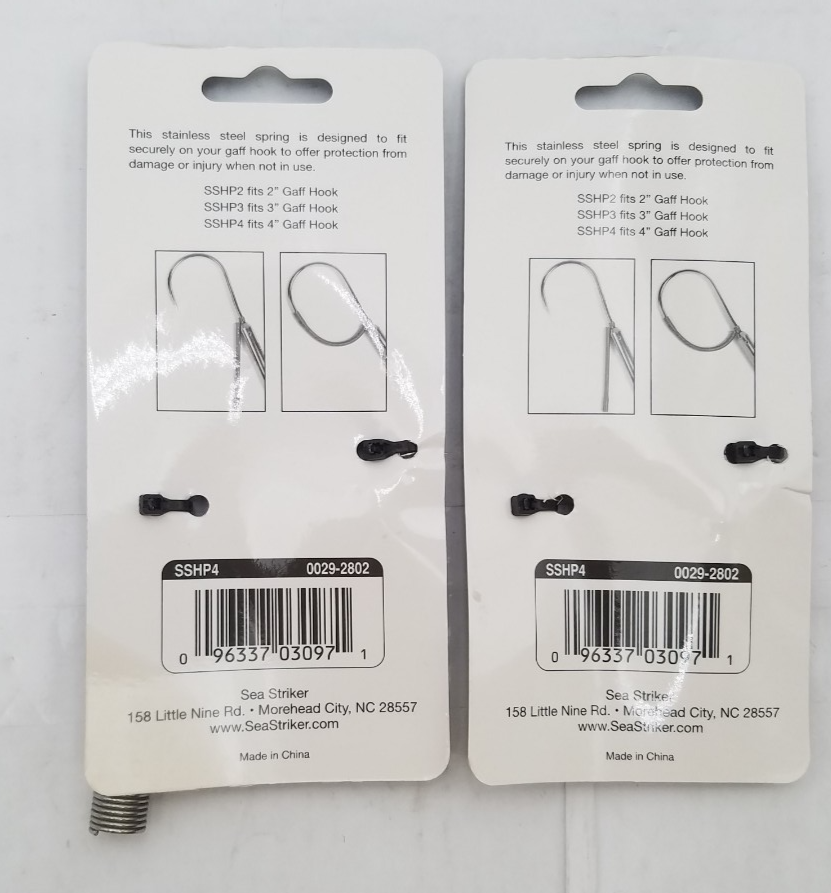 This stainless steel spring is designed to fit
securely on your gaff hook to offer protection from
damage or injury when not in use.
SSHP2 fits 2" Gaff Hook
SSHP3 fits 3" Gaff Hook
SSHP4 fits 4" Gaff Hook
SSHP4 0029-2802
0 96337 03097 1
Sea Striker
158 Little Nine Rd. • Morehead City, NC 28557
www.SeaStriker.com
Made in China
This stainless steel spring is designed to fit
securely on your gaff hook to offer protection from
damage or injury when not in use.
SSHP2 fits 2" Gaff Hook
SSHP3 fits 3" Gaff Hook
SSHP4 fits 4" Gaff Hook
SSHP4 0029-2802
0 96337 03097 1
Sea Striker
158 Little Nine Rd. • Morehead City, NC 28557
www.SeaStriker.com
Made in China